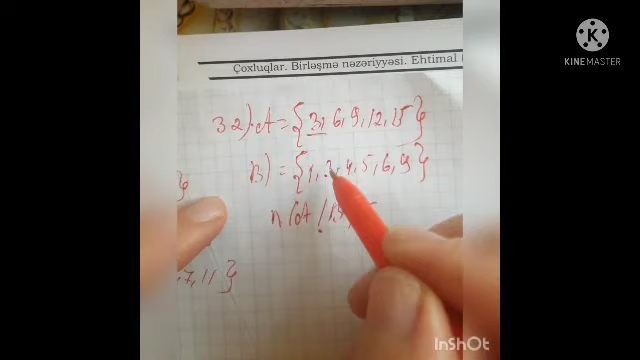 KINEMASTER
Çoxluqlar. Birləşmə nəzəriyyəsi. Ehtimal
32). A = {3, 6, 9, 12, 15}
B) = {1, 3, 4, 5, 6, 9}
}
n(A / B)
, 7, 11}
InShOt